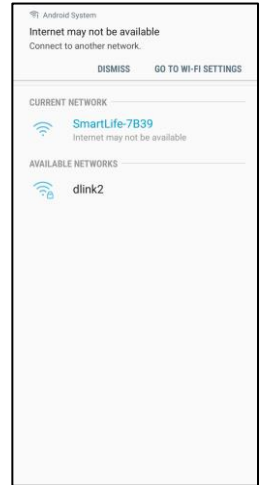 Android System
Internet may not be available
Connect to another network.
DISMISS GO TO WI-FI SETTINGS
CURRENT NETWORK
SmartLife-7B39
Internet may not be available
AVAILABLE NETWORKS
dlink2